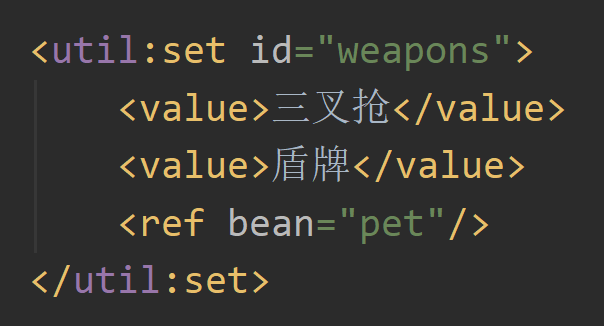 <util:set id="weapons">
<value>三叉抢</value>
<value>盾牌</value>
<ref bean="pet"/>
</util:set>